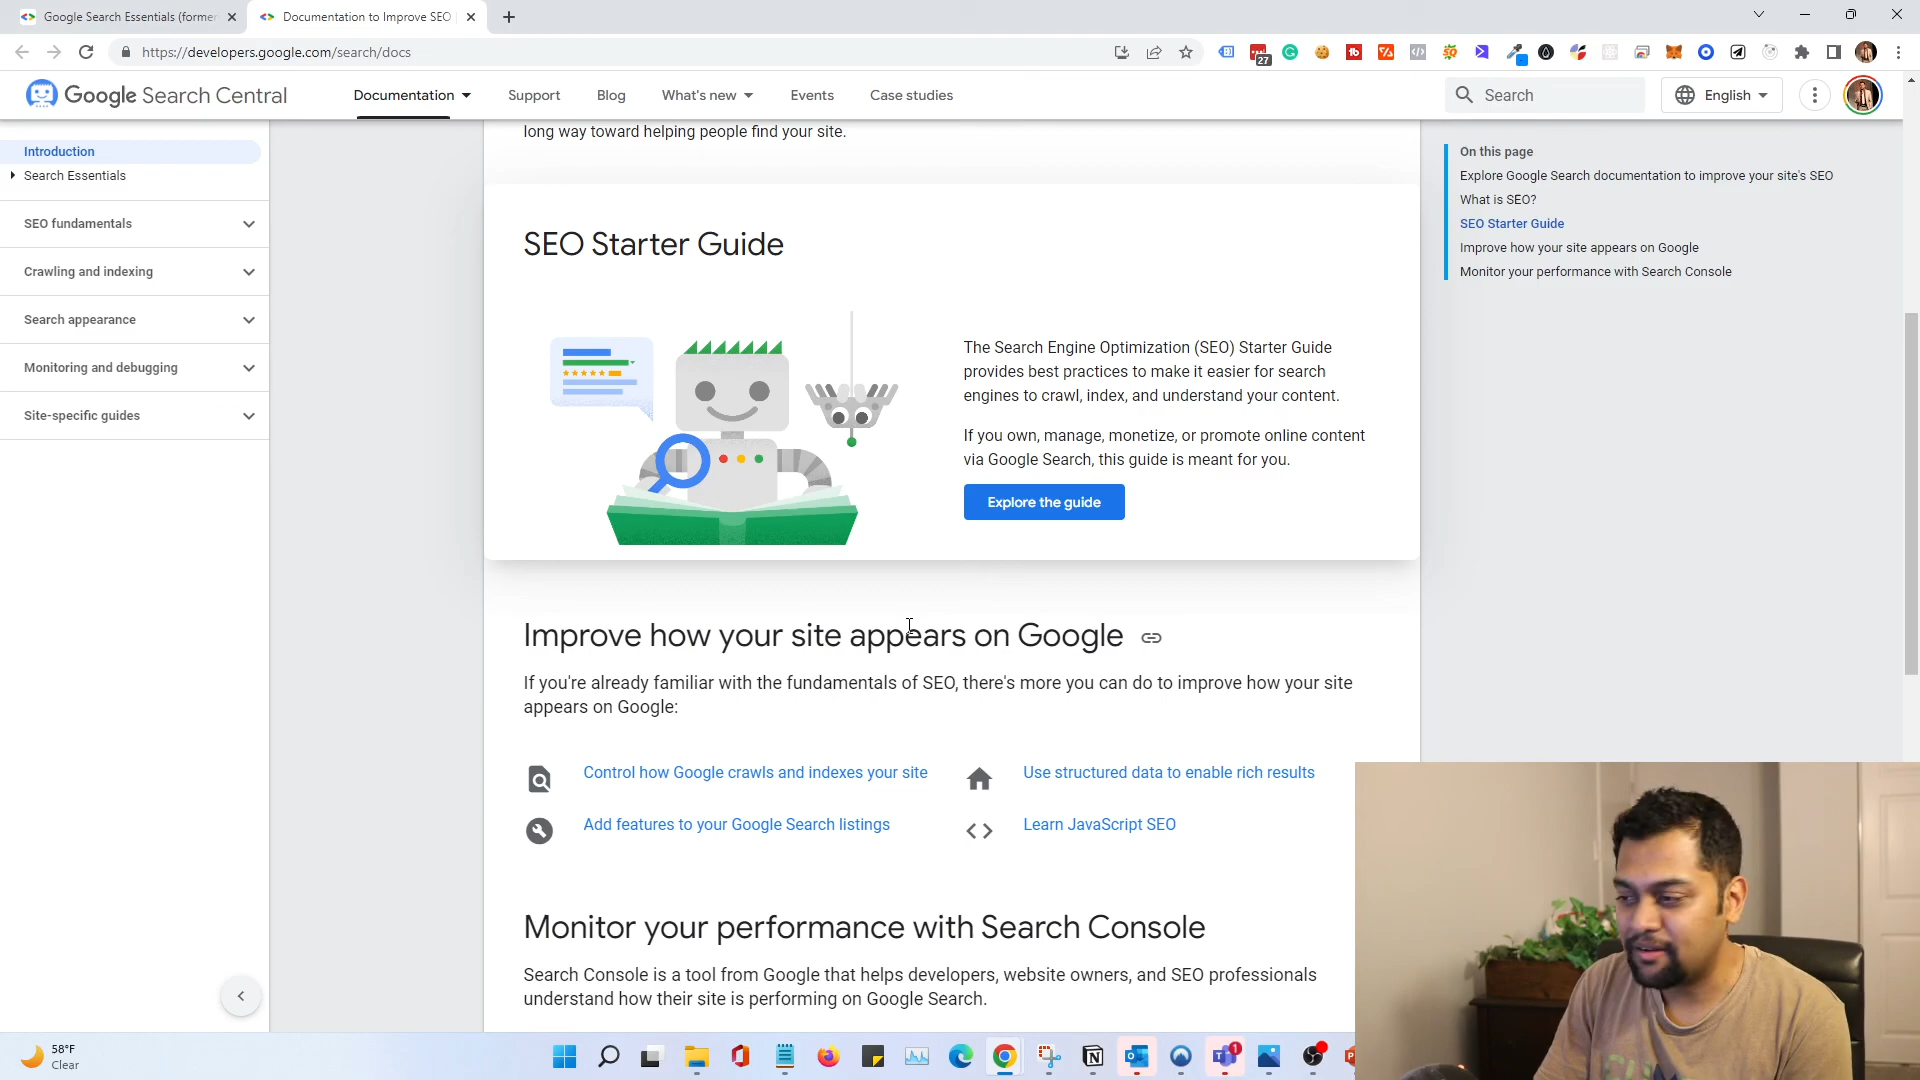 Google Search Essentials (former
Documentation to Improve SEO
https://developers.google.com/search/docs
27
Google Search Central
Documentation
Support
Blog
What's new
Events
Case studies
Search
English
Introduction
Search Essentials
SEO fundamentals
Crawling and indexing
Search appearance
Monitoring and debugging
Site-specific guides
long way toward helping people find your site.
SEO Starter Guide
The Search Engine Optimization (SEO) Starter Guide
provides best practices to make it easier for search
engines to crawl, index, and understand your content.
If you own, manage, monetize, or promote online content
via Google Search, this guide is meant for you.
Explore the guide
Improve how your site appears on Google
If you're already familiar with the fundamentals of SEO, there's more you can do to improve how your site
appears on Google:
Control how Google crawls and indexes your site
Use structured data to enable rich results
Add features to your Google Search listings
Learn JavaScript SEO
Monitor your performance with Search Console
Search Console is a tool from Google that helps developers, website owners, and SEO professionals
understand how their site is performing on Google Search.
On this page
Explore Google Search documentation to improve your site's SEO
What is SEO?
SEO Starter Guide
Improve how your site appears on Google
Monitor your performance with Search Console
58°F
Clear
1